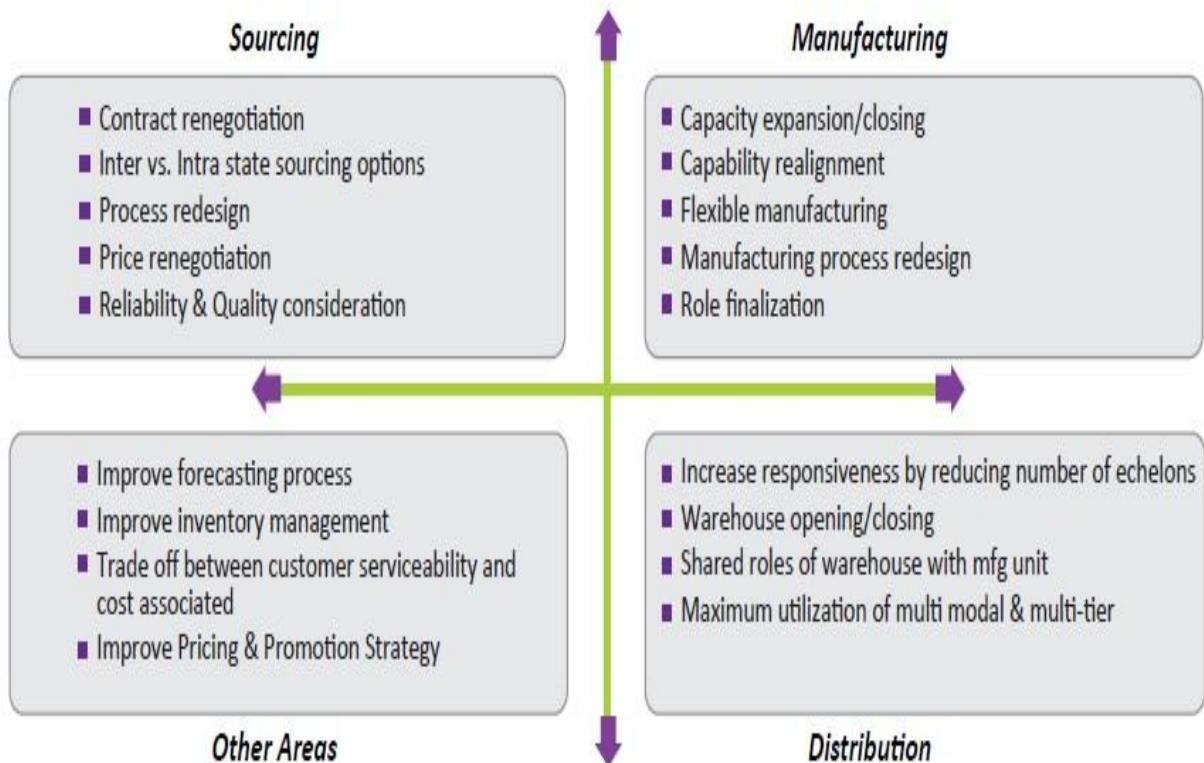 Sourcing
Contract renegotiation
Inter vs. Intra state sourcing options
Process redesign
Price renegotiation
Reliability & Quality consideration
Manufacturing
Capacity expansion/closing
Capability realignment
Flexible manufacturing
Manufacturing process redesign
Role finalization
Improve forecasting process
Improve inventory management
Trade off between customer serviceability and
cost associated
Improve Pricing & Promotion Strategy
Other Areas
Increase responsiveness by reducing number of echelons
Warehouse opening/closing
Shared roles of warehouse with mfg unit
Maximum utilization of multi modal & multi-tier
Distribution